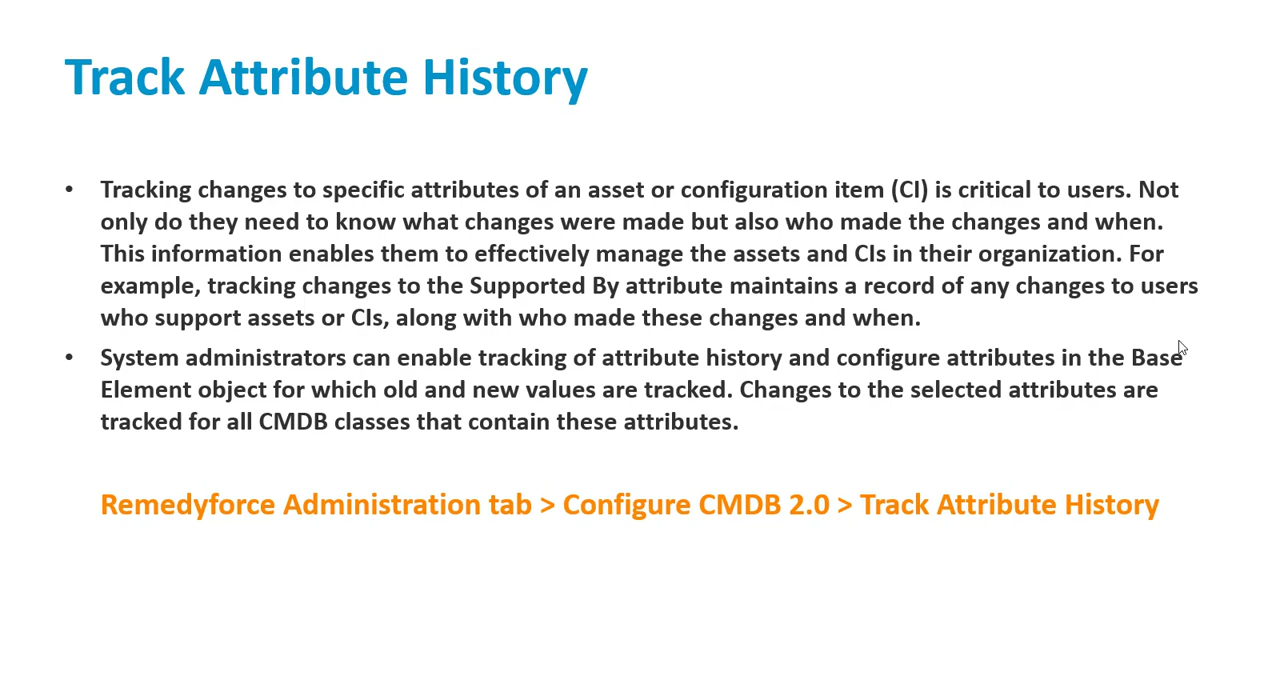 Track Attribute History
• Tracking changes to specific attributes of an asset or configuration item (CI) is critical to users. Not
only do they need to know what changes were made but also who made the changes and when.
This information enables them to effectively manage the assets and CIs in their organization. For
example, tracking changes to the Supported By attribute maintains a record of any changes to users
who support assets or CIs, along with who made these changes and when.
• System administrators can enable tracking of attribute history and configure attributes in the Base
Element object for which old and new values are tracked. Changes to the selected attributes are
tracked for all CMDB classes that contain these attributes.
Remedyforce Administration tab > Configure CMDB 2.0 > Track Attribute History